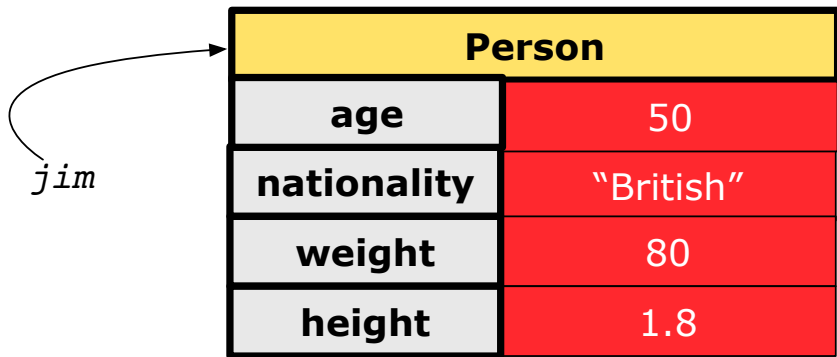 Person
age 50
jim
nationality “British”
weight 80
height 1.8